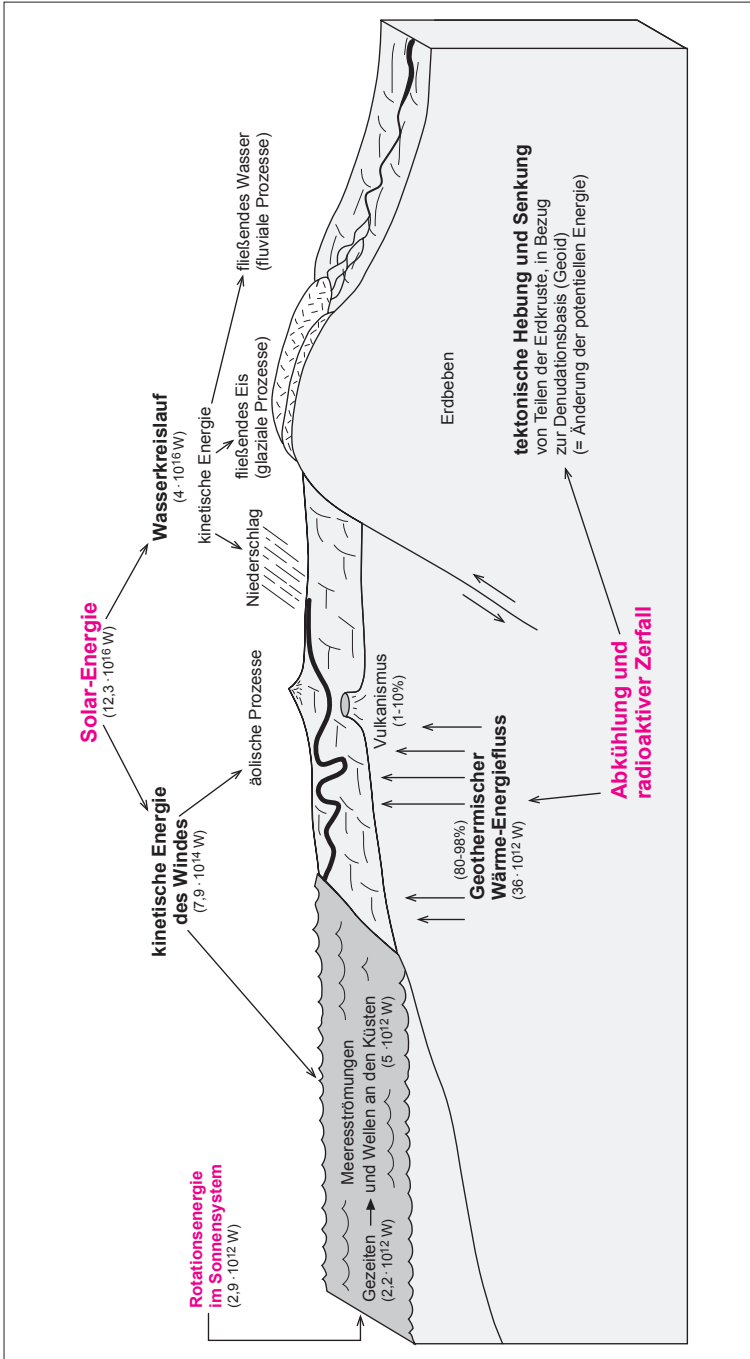 Rotationsenergie
im Sonnensystem
(2,9 · 10¹² W)
Solar-Energie
(12,3 · 10¹⁶ W)
kinetische Energie
des Windes
(7,9 · 10¹⁴ W)
Wasserkreislauf
(4 · 10¹⁶ W)
kinetische Energie
äolische Prozesse
Niederschlag
fließendes Eis
(glaziale Prozesse)
fließendes Wasser
(fluviale Prozesse)
Meeresströmungen
Gezeiten
und Wellen an den Küsten
(2,2 · 10¹² W)
(5 · 10¹² W)
Vulkanismus
(1-10%)
(80-98%)
Geothermischer
Wärme-Energiefluss
(36 · 10¹² W)
Erdbeben
tektonische Hebung und Senkung
von Teilen der Erdkruste, in Bezug
zur Denudationsbasis (Geoid)
(= Änderung der potentiellen Energie)
Abkühlung und
radioaktiver Zerfall